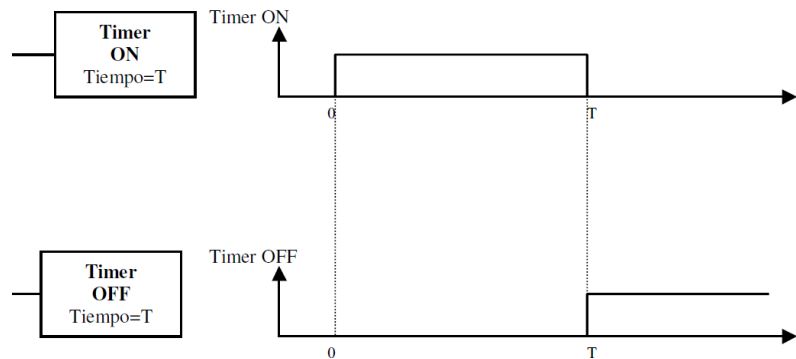 Timer
ON
Tiempo=T
Timer ON
0
T
Timer
OFF
Tiempo=T
Timer OFF
0
T